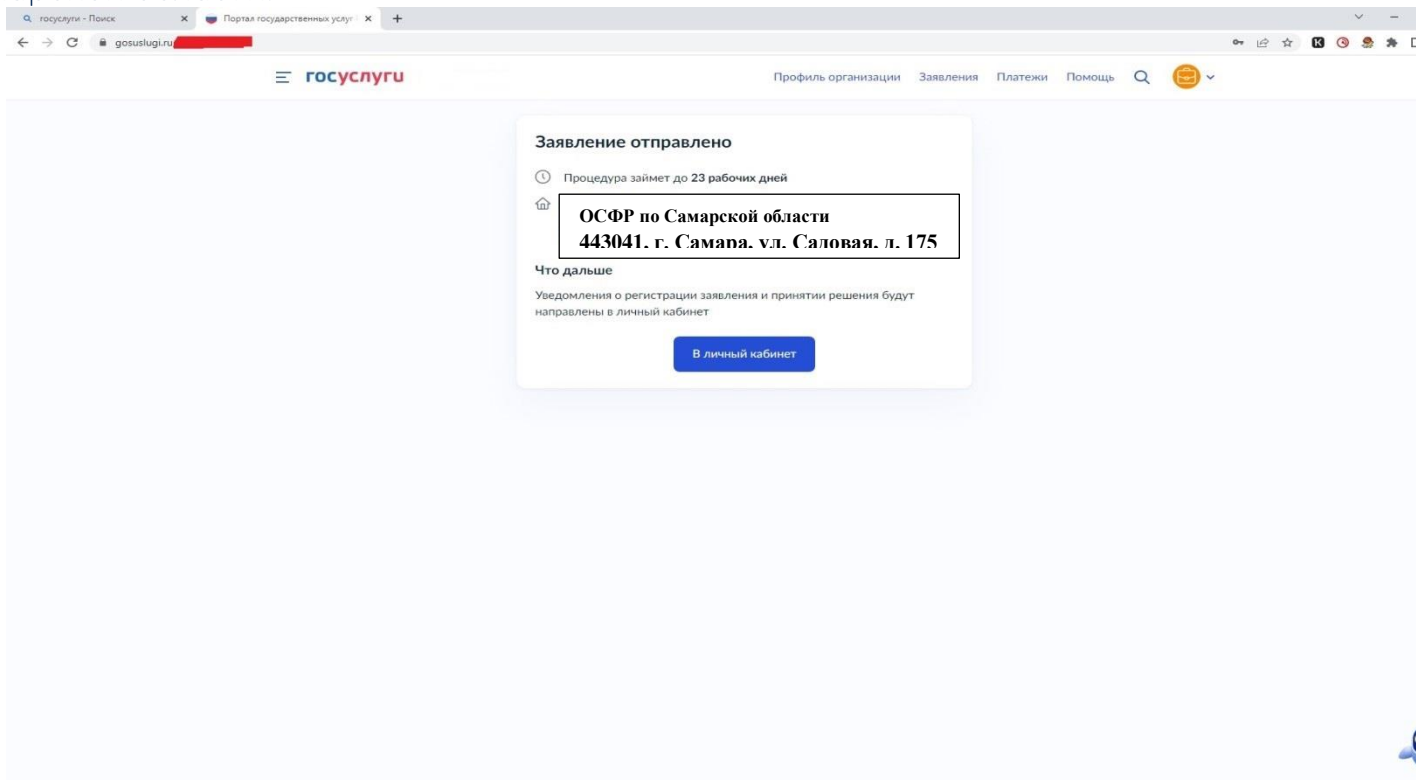 госуслуги - Поиск
Портал государственных услуг
gosuslugi.ru
госуслуги
Профиль организации Заявления Платежи Помощь
Заявление отправлено
Процедура займет до 23 рабочих дней
ОСФР по Самарской области
443041, г. Самара, ул. Садовая, д. 175
Что дальше
Уведомления о регистрации заявления и принятии решения будут
направлены в личный кабинет
В личный кабинет